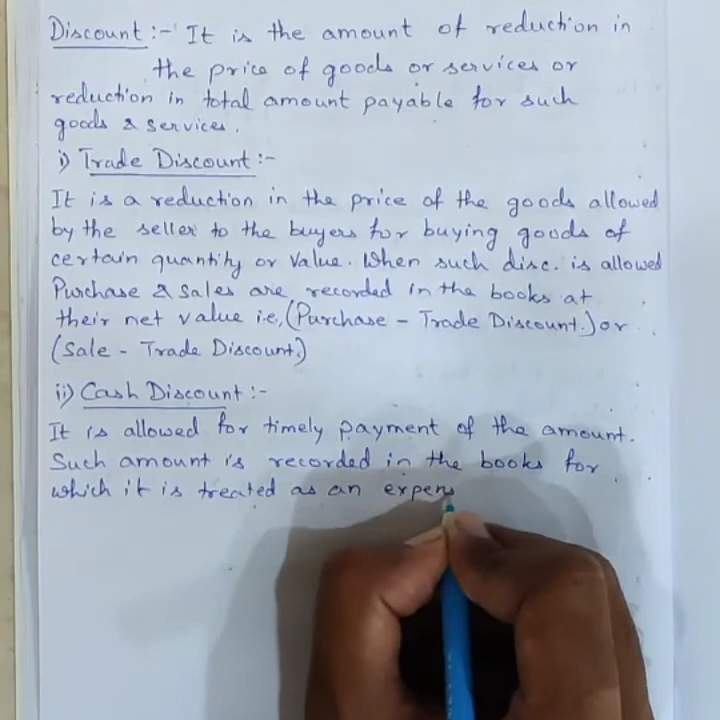 Discount :- It is the amount of reduction in
the price of goods or services or
reduction in total amount payable for such
goods & services.
i) Trade Discount :-
It is a reduction in the price of the goods allowed
by the seller to the buyers for buying goods of
certain quantity or value. When such disc. is allowed
Purchase & sales are recorded in the books at
their net value i.e, (Purchase - Trade Discount.) or
(Sale - Trade Discount.)
ii) Cash Discount :-
It is allowed for timely payment of the amount.
Such amount is recorded in the books for
which it is treated as an expens